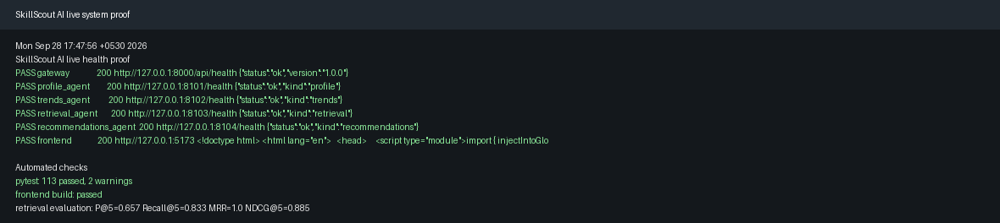 SkillScout AI live system proof
Mon Sep 28 17:47:56 +0530 2026
SkillScout AI live health proof
PASS gateway 200 http://127.0.0.1:8000/api/health {"status":"ok","version":"1.0.0"}
PASS profile_agent 200 http://127.0.0.1:8101/health {"status":"ok","kind":"profile"}
PASS trends_agent 200 http://127.0.0.1:8102/health {"status":"ok","kind":"trends"}
PASS retrieval_agent 200 http://127.0.0.1:8103/health {"status":"ok","kind":"retrieval"}
PASS recommendations_agent 200 http://127.0.0.1:8104/health {"status":"ok","kind":"recommendations"}
PASS frontend 200 http://127.0.0.1:5173 <!doctype html> <html lang="en"> <head> <script type="module">import { injectIntoGlo
Automated checks
pytest: 113 passed, 2 warnings
frontend build: passed
retrieval evaluation: P@5=0.657 Recall@5=0.833 MRR=1.0 NDCG@5=0.885